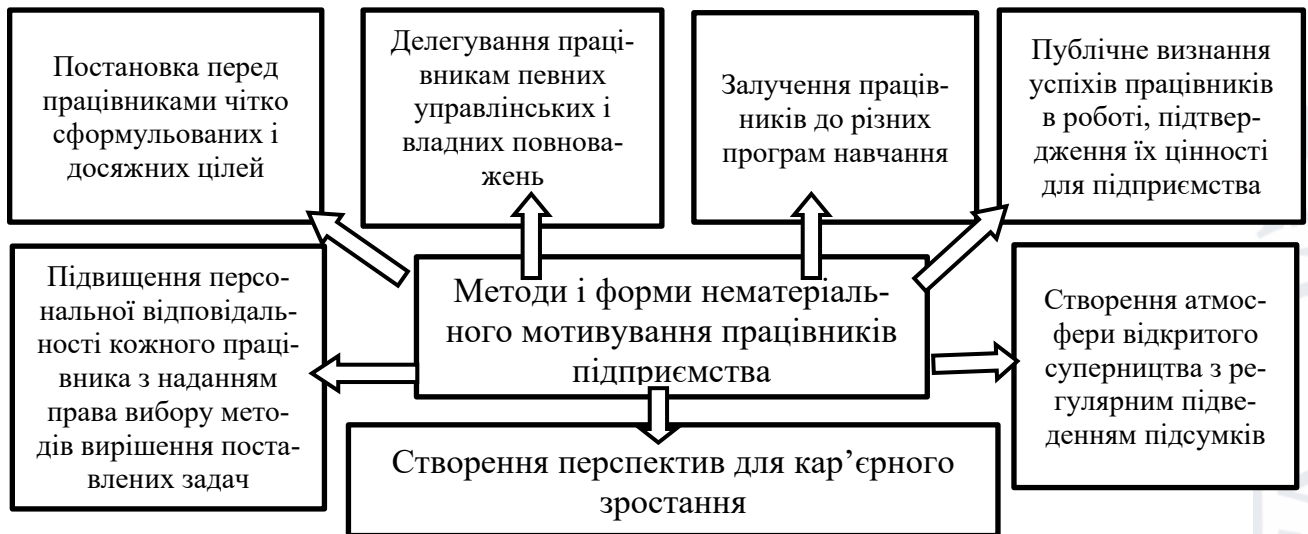 Постановка перед
працівниками чітко
сформульованих і
досяжних цілей
Делегування праці-
вникам певних
управлінських і
владних повнова-
жень
Залучення праців-
ників до різних
програм навчання
Публічне визнання
успіхів працівників
в роботі, підтвер-
дження їх цінності
для підприємства
Підвищення персо-
нальної відповідаль-
ності кожного праці-
вника з наданням
права вибору мето-
дів вирішення поста-
влених задач
Методи і форми нематеріаль-
ного мотивування працівників
підприємства
Створення атмос-
фери відкритого
суперництва з ре-
гулярним підве-
денням підсумків
Створення перспектив для кар’єрного
зростання